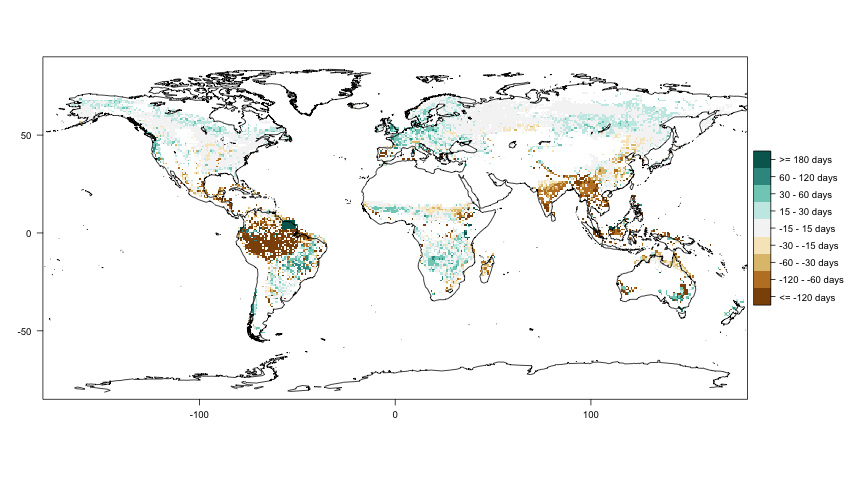 50
0
-50
-100
0
100
>= 180 days
60 - 120 days
30 - 60 days
15 - 30 days
-15 - 15 days
-30 - -15 days
-60 - -30 days
-120 - -60 days
<= -120 days